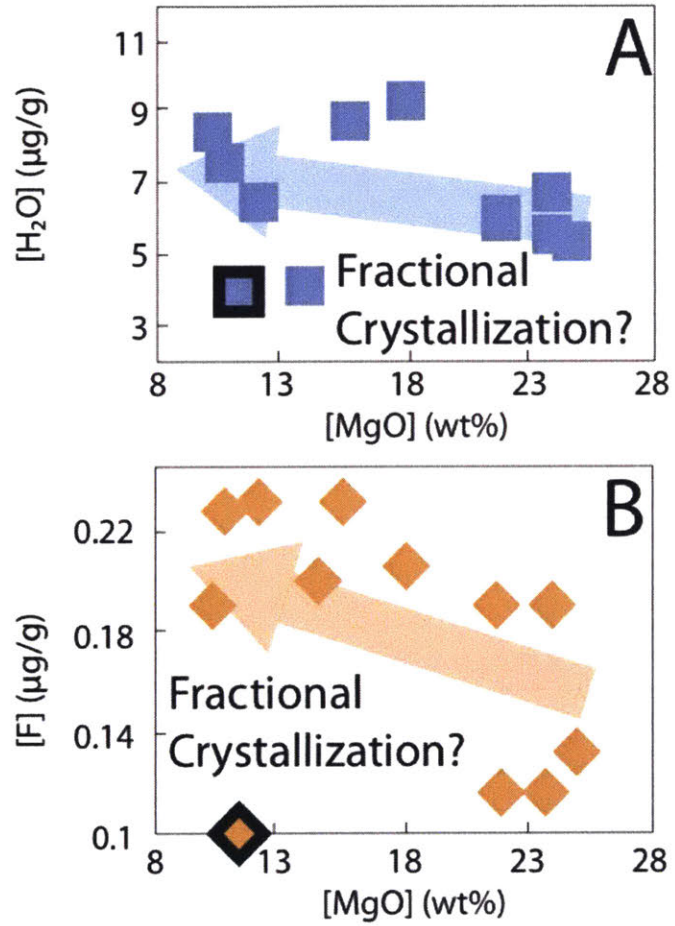 A
[H₂O] (µg/g)
11
9
7
5
3
Fractional
Crystallization?
8 13 18 23 28
[MgO] (wt%)
B
[F] (µg/g)
0.22
0.18
0.14
0.1
Fractional
Crystallization?
8 13 18 23 28
[MgO] (wt%)